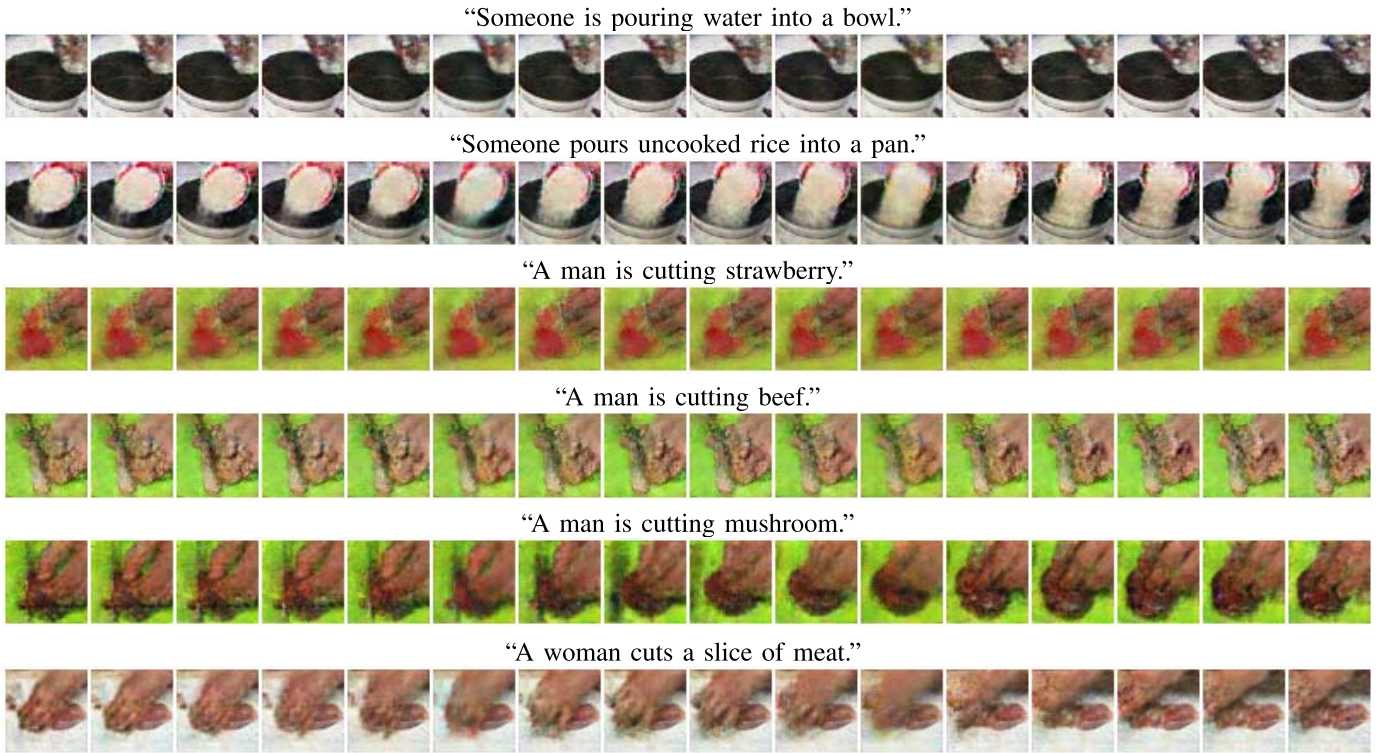 “Someone is pouring water into a bowl.”
“Someone pours uncooked rice into a pan.”
“A man is cutting strawberry.”
“A man is cutting beef.”
“A man is cutting mushroom.”
“A woman cuts a slice of meat.”